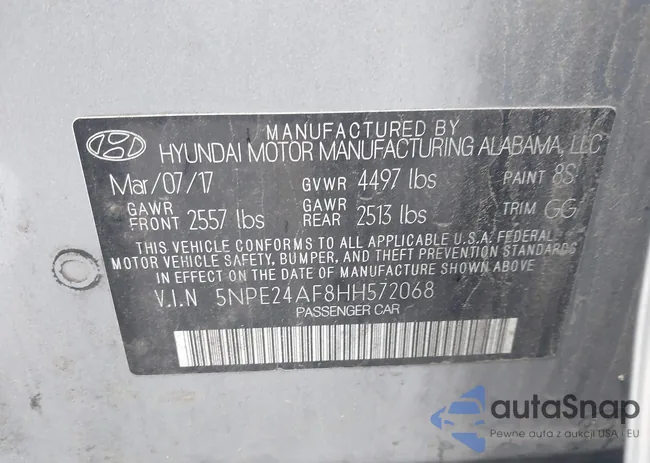 MANUFACTURED BY
HYUNDAI MOTOR MANUFACTURING ALABAMA, LLC
Mar/07/17 GVWR 4497 lbs PAINT 8S
GAWR FRONT 2557 lbs GAWR REAR 2513 lbs TRIM GG
THIS VEHICLE CONFORMS TO ALL APPLICABLE U.S.A. FEDERAL
MOTOR VEHICLE SAFETY, BUMPER, AND THEFT PREVENTION STANDARDS
IN EFFECT ON THE DATE OF MANUFACTURE SHOWN ABOVE
V.I.N 5NPE24AF8HH572068
PASSENGER CAR
autaSnap
Pewne auta z aukcji USA i EU